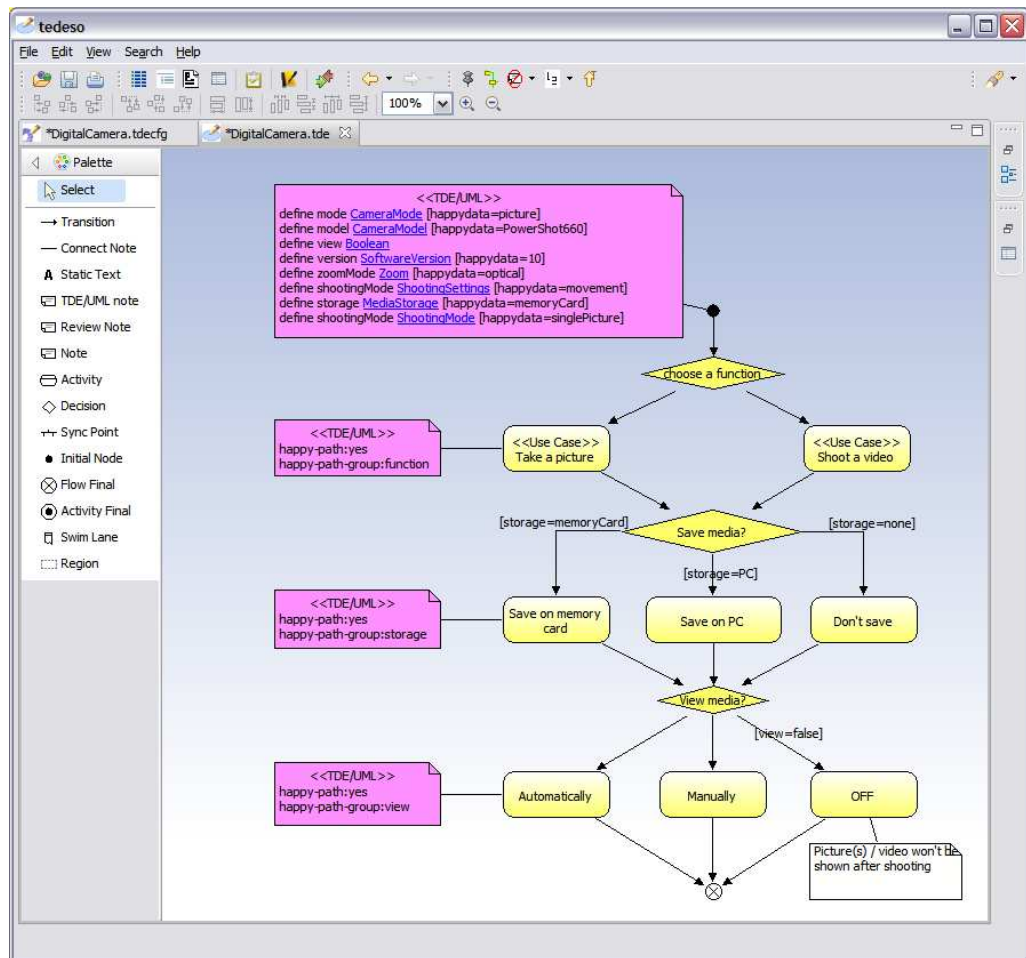 tedeso
File Edit View Search Help
100%
*DigitalCamera.tdecfg
*DigitalCamera.tde
Palette
Select
Transition
Connect Note
A Static Text
TDE/UML note
Review Note
Note
Activity
Decision
Sync Point
Initial Node
Flow Final
Activity Final
Swim Lane
Region
<<TDE/UML>>
define mode CameraMode [happydata=picture]
define model CameraModel [happydata=PowerShot660]
define view Boolean
define version SoftwareVersion [happydata=10]
define zoomMode Zoom [happydata=optical]
define shootingMode ShootingSettings [happydata=movement]
define storage MediaStorage [happydata=memoryCard]
define shootingMode ShootingMode [happydata=singlePicture]
choose a function
<<TDE/UML>>
happy-path:yes
happy-path-group:function
<<Use Case>>
Take a picture
<<Use Case>>
Shoot a video
[storage=memoryCard]
Save media?
[storage=none]
[storage=PC]
<<TDE/UML>>
happy-path:yes
happy-path-group:storage
Save on memory
card
Save on PC
Don't save
View media?
[view=false]
<<TDE/UML>>
happy-path:yes
happy-path-group:view
Automatically
Manually
OFF
Picture(s) / video won't be
shown after shooting